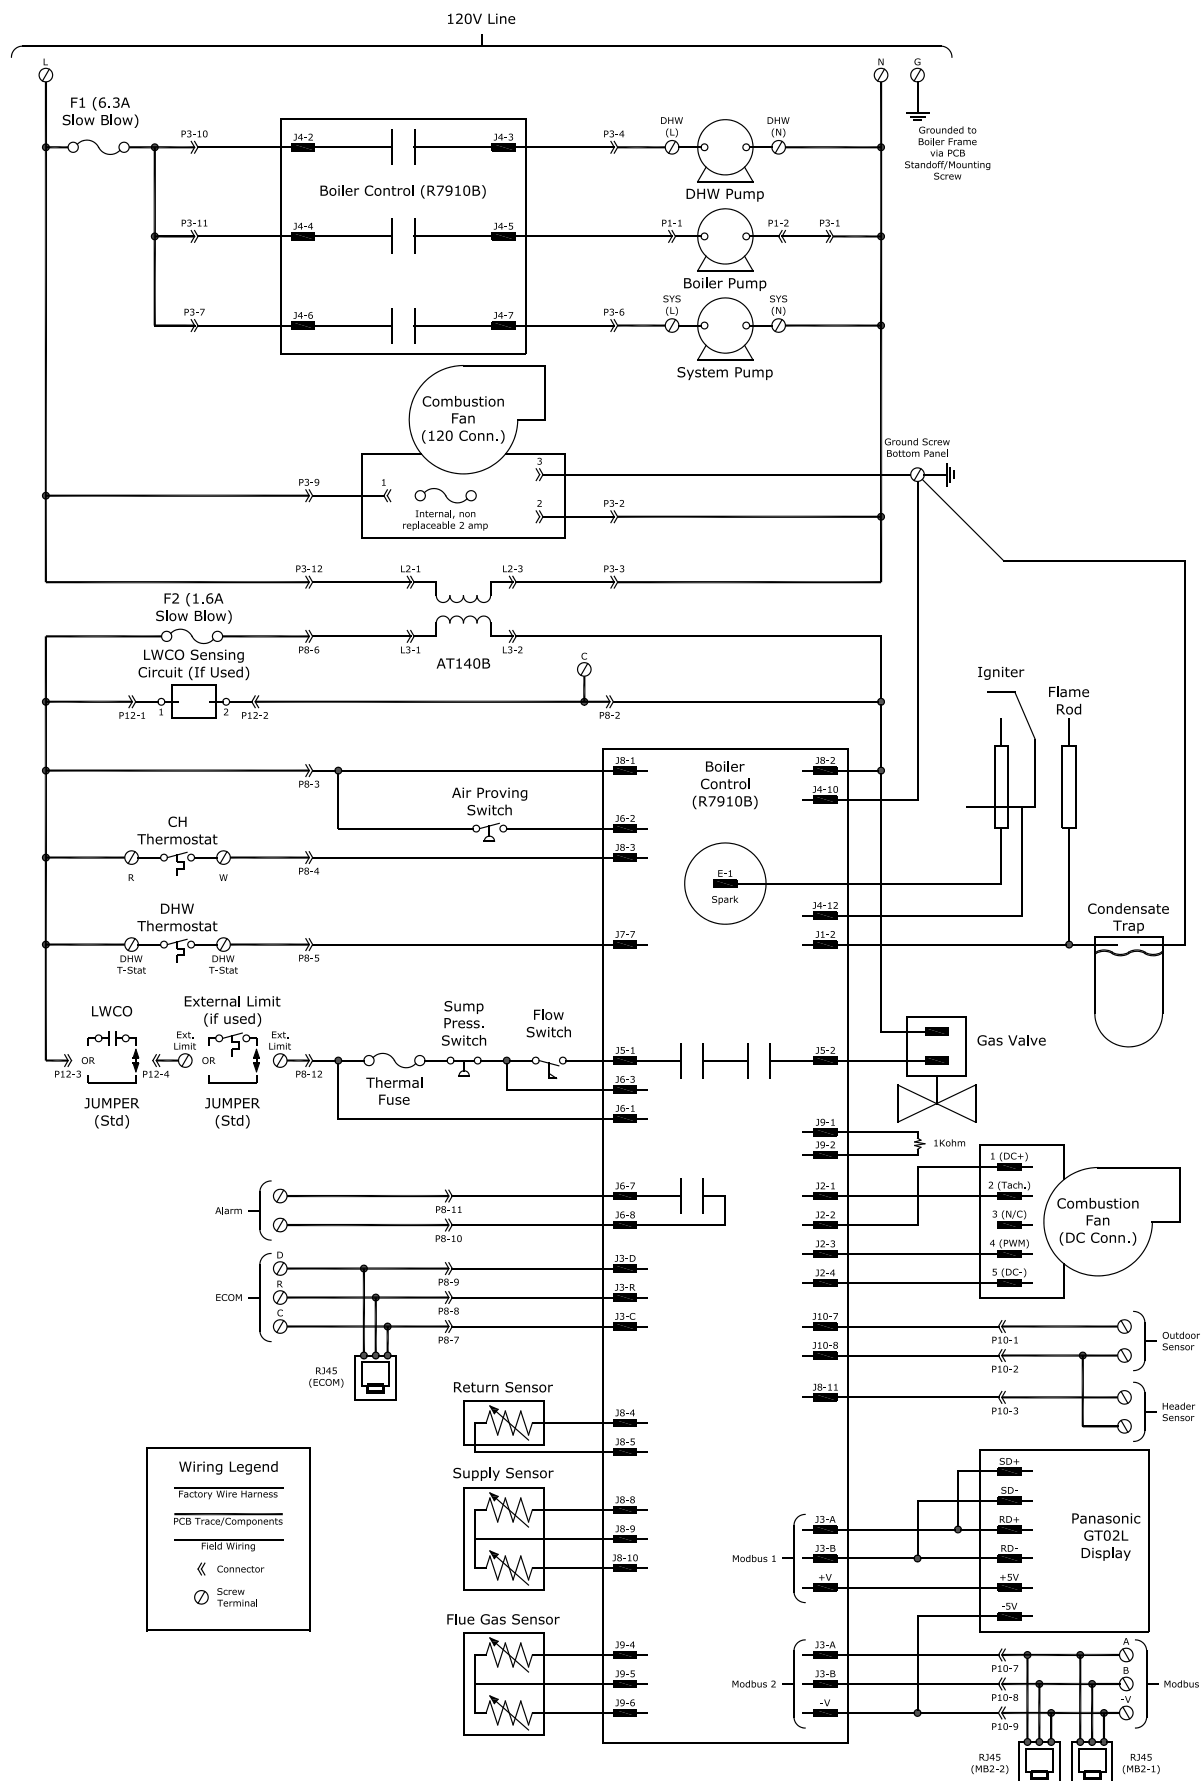 120V Line
L
N
G
F1 (6.3A
Slow Blow)
P3-10
J4-2
J4-3
P3-4
DHW
(L)
DHW
(N)
Grounded to
Boiler Frame
via PCB
Standoff/Mounting
Screw
Boiler Control (R7910B)
DHW Pump
P3-11
J4-4
J4-5
P1-1
P1-2
P3-1
Boiler Pump
P3-7
J4-6
J4-7
P3-6
SYS
(L)
SYS
(N)
System Pump
Combustion
Fan
(120 Conn.)
Ground Screw
Bottom Panel
P3-9
1
3
2
P3-2
Internal, non
replaceable 2 amp
P3-12
L2-1
L2-3
P3-3
F2 (1.6A
Slow Blow)
P8-6
L3-1
L3-2
AT140B
LWCO Sensing
Circuit (If Used)
C
P12-1
1
2
P12-2
P8-2
Igniter
Flame
Rod
P8-3
J8-1
Boiler
Control
(R7910B)
J8-2
J4-10
Air Proving
Switch
J6-2
CH
Thermostat
R
W
P8-4
J8-3
E-1
Spark
J4-12
Condensate
Trap
DHW
Thermostat
DHW
T-Stat
DHW
T-Stat
P8-5
J7-7
J1-2
LWCO
External Limit
(if used)
Sump
Press.
Switch
Flow
Switch
P12-3
OR
P12-4
Ext.
Limit
OR
Ext.
Limit
P8-12
Thermal
Fuse
J5-1
J5-2
Gas Valve
JUMPER
(Std)
JUMPER
(Std)
J6-3
J6-1
J9-1
J9-2
1Kohm
Alarm
P8-11
P8-10
J6-7
J6-8
J2-1
J2-2
J2-3
J2-4
1 (DC+)
2 (Tach.)
3 (N/C)
4 (PWM)
5 (DC-)
Combustion
Fan
(DC Conn.)
ECOM
D
R
C
P8-9
P8-8
P8-7
J3-D
J3-R
J3-C
RJ45
(ECOM)
J10-7
J10-8
P10-1
P10-2
Outdoor
Sensor
J8-11
P10-3
Header
Sensor
Return Sensor
J8-4
J8-5
Supply Sensor
J8-8
J8-9
J8-10
Flue Gas Sensor
J9-4
J9-5
J9-6
Wiring Legend
Factory Wire Harness
PCB Trace/Components
Field Wiring
Connector
Screw
Terminal
Modbus 1
J3-A
J3-B
+V
SD+
SD-
RD+
RD-
+5V
-5V
Panasonic
GT02L
Display
Modbus 2
J3-A
J3-B
-V
P10-7
P10-8
P10-9
A
B
-V
Modbus
RJ45
(MB2-2)
RJ45
(MB2-1)